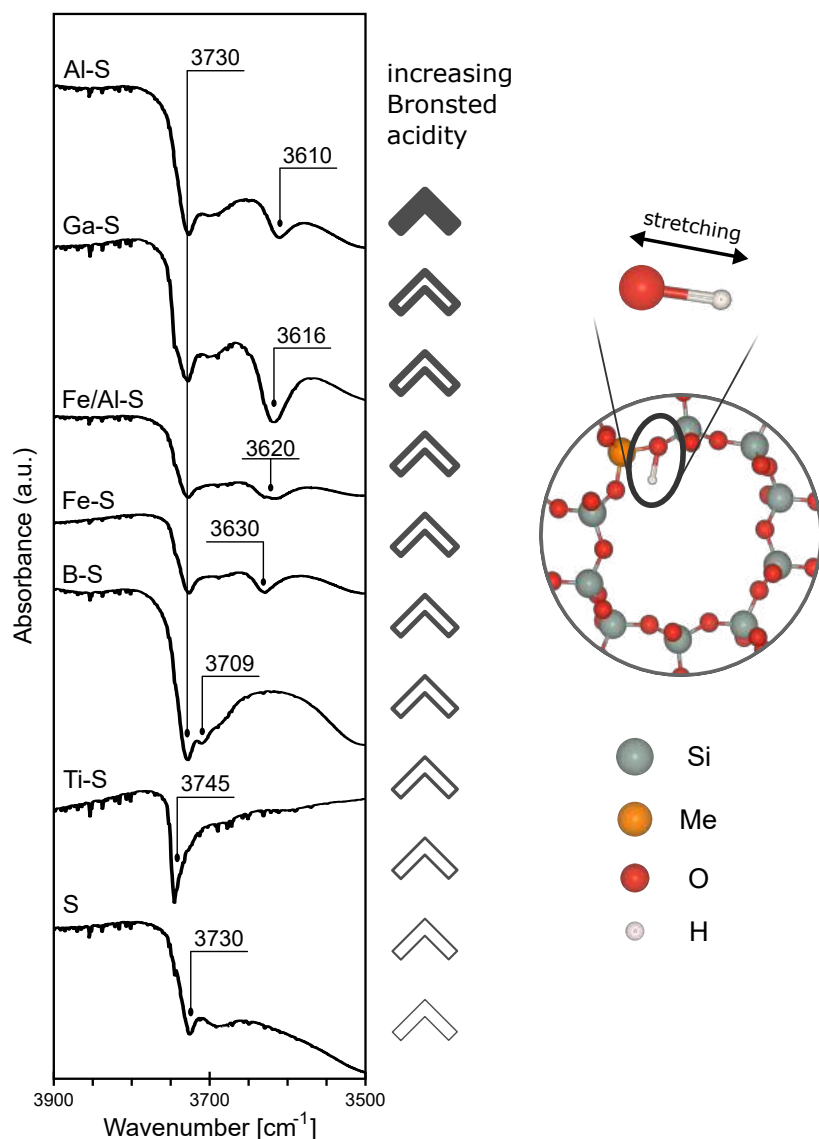 Al-S
3730
3610
Ga-S
3616
Fe/Al-S
3620
Fe-S
3630
B-S
3709
Ti-S
3745
S
3730
Absorbance (a.u.)
3900
3700
3500
Wavenumber [cm⁻¹]
increasing
Bronsted
acidity
stretching
Si
Me
O
H